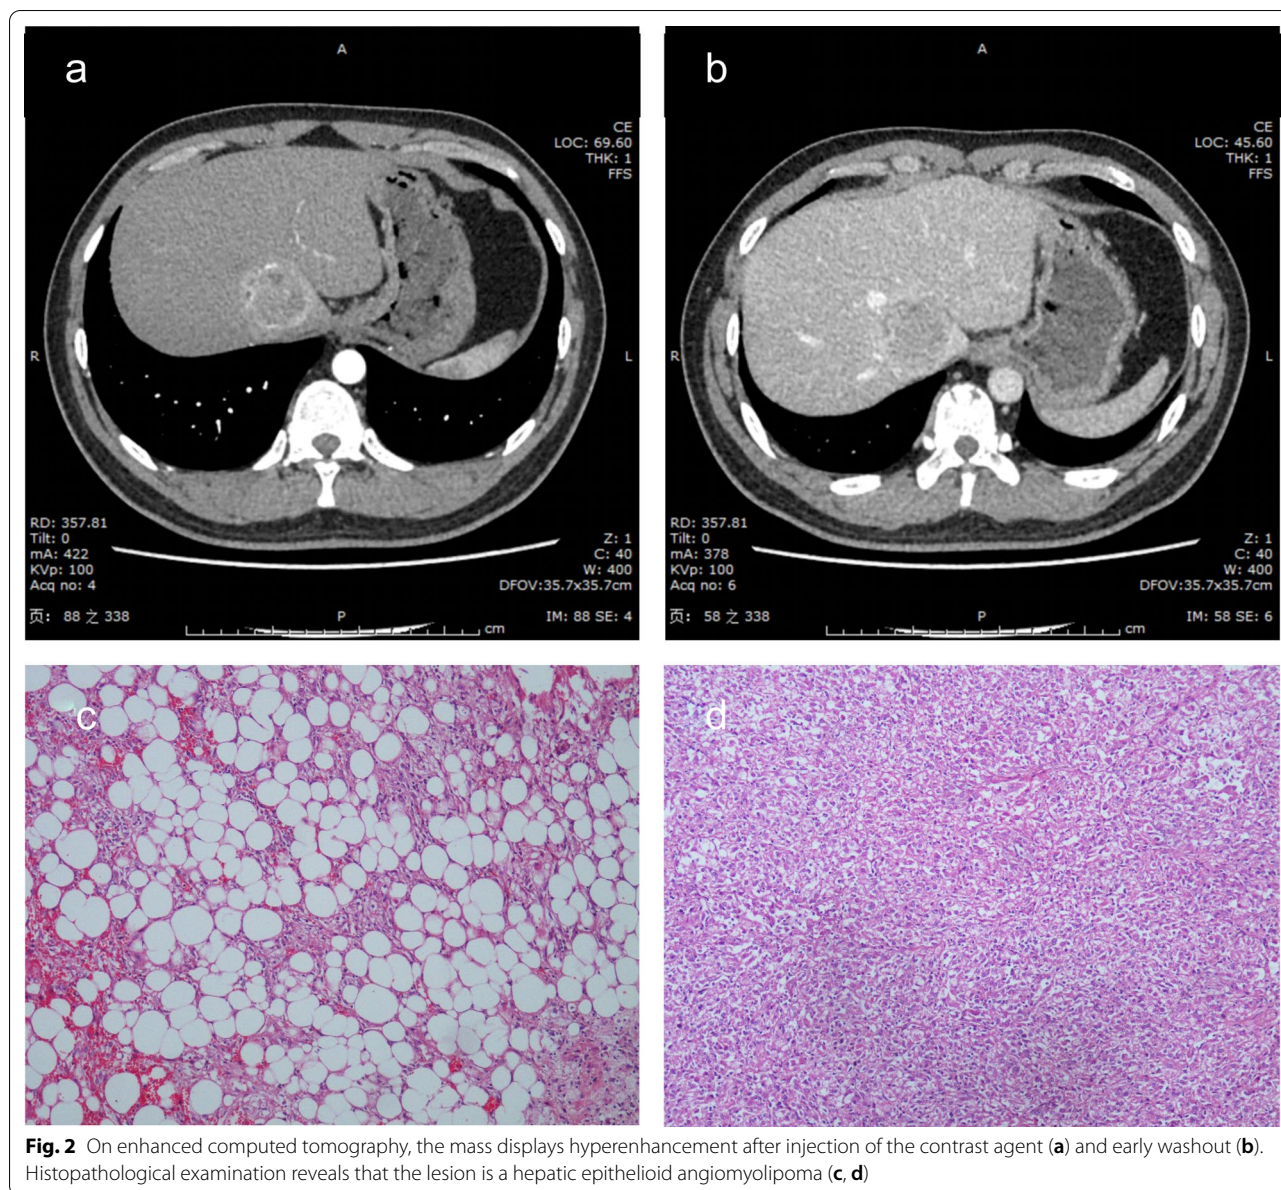 a
A
CE
LOC: 69.60
THK: 1
FFS
R
L
RD: 357.81
Tilt: 0
mA: 422
KVp: 100
Acq no: 4
Z: 1
C: 40
W: 400
DFOV:35.7x35.7cm
页: 88 之 338
P
IM: 88 SE: 4
cm
b
A
CE
LOC: 45.60
THK: 1
FFS
R
L
RD: 357.81
Tilt: 0
mA: 378
KVp: 100
Acq no: 6
Z: 1
C: 40
W: 400
DFOV:35.7x35.7cm
页: 58 之 338
P
IM: 58 SE: 6
cm
c
d
Fig. 2 On enhanced computed tomography, the mass displays hyperenhancement after injection of the contrast agent (a) and early washout (b).
Histopathological examination reveals that the lesion is a hepatic epithelioid angiomyolipoma (c, d)